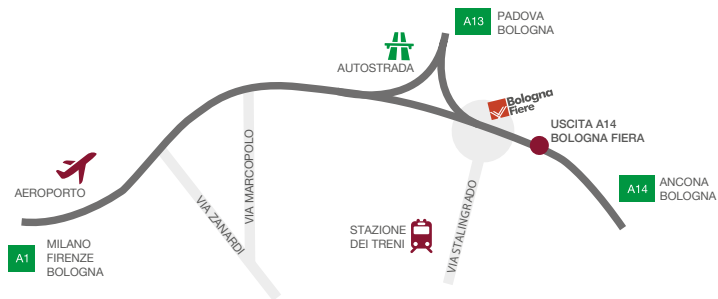 A13
PADOVA
BOLOGNA
AUTOSTRADA
Bologna
Fiere
USCITA A14
BOLOGNA FIERA
VIA MARCOPOLO
AEROPORTO
A14
ANCONA
BOLOGNA
VIA ZANARDI
VIA STALINGRADO
STAZIONE
DEI TRENI
A1
MILANO
FIRENZE
BOLOGNA